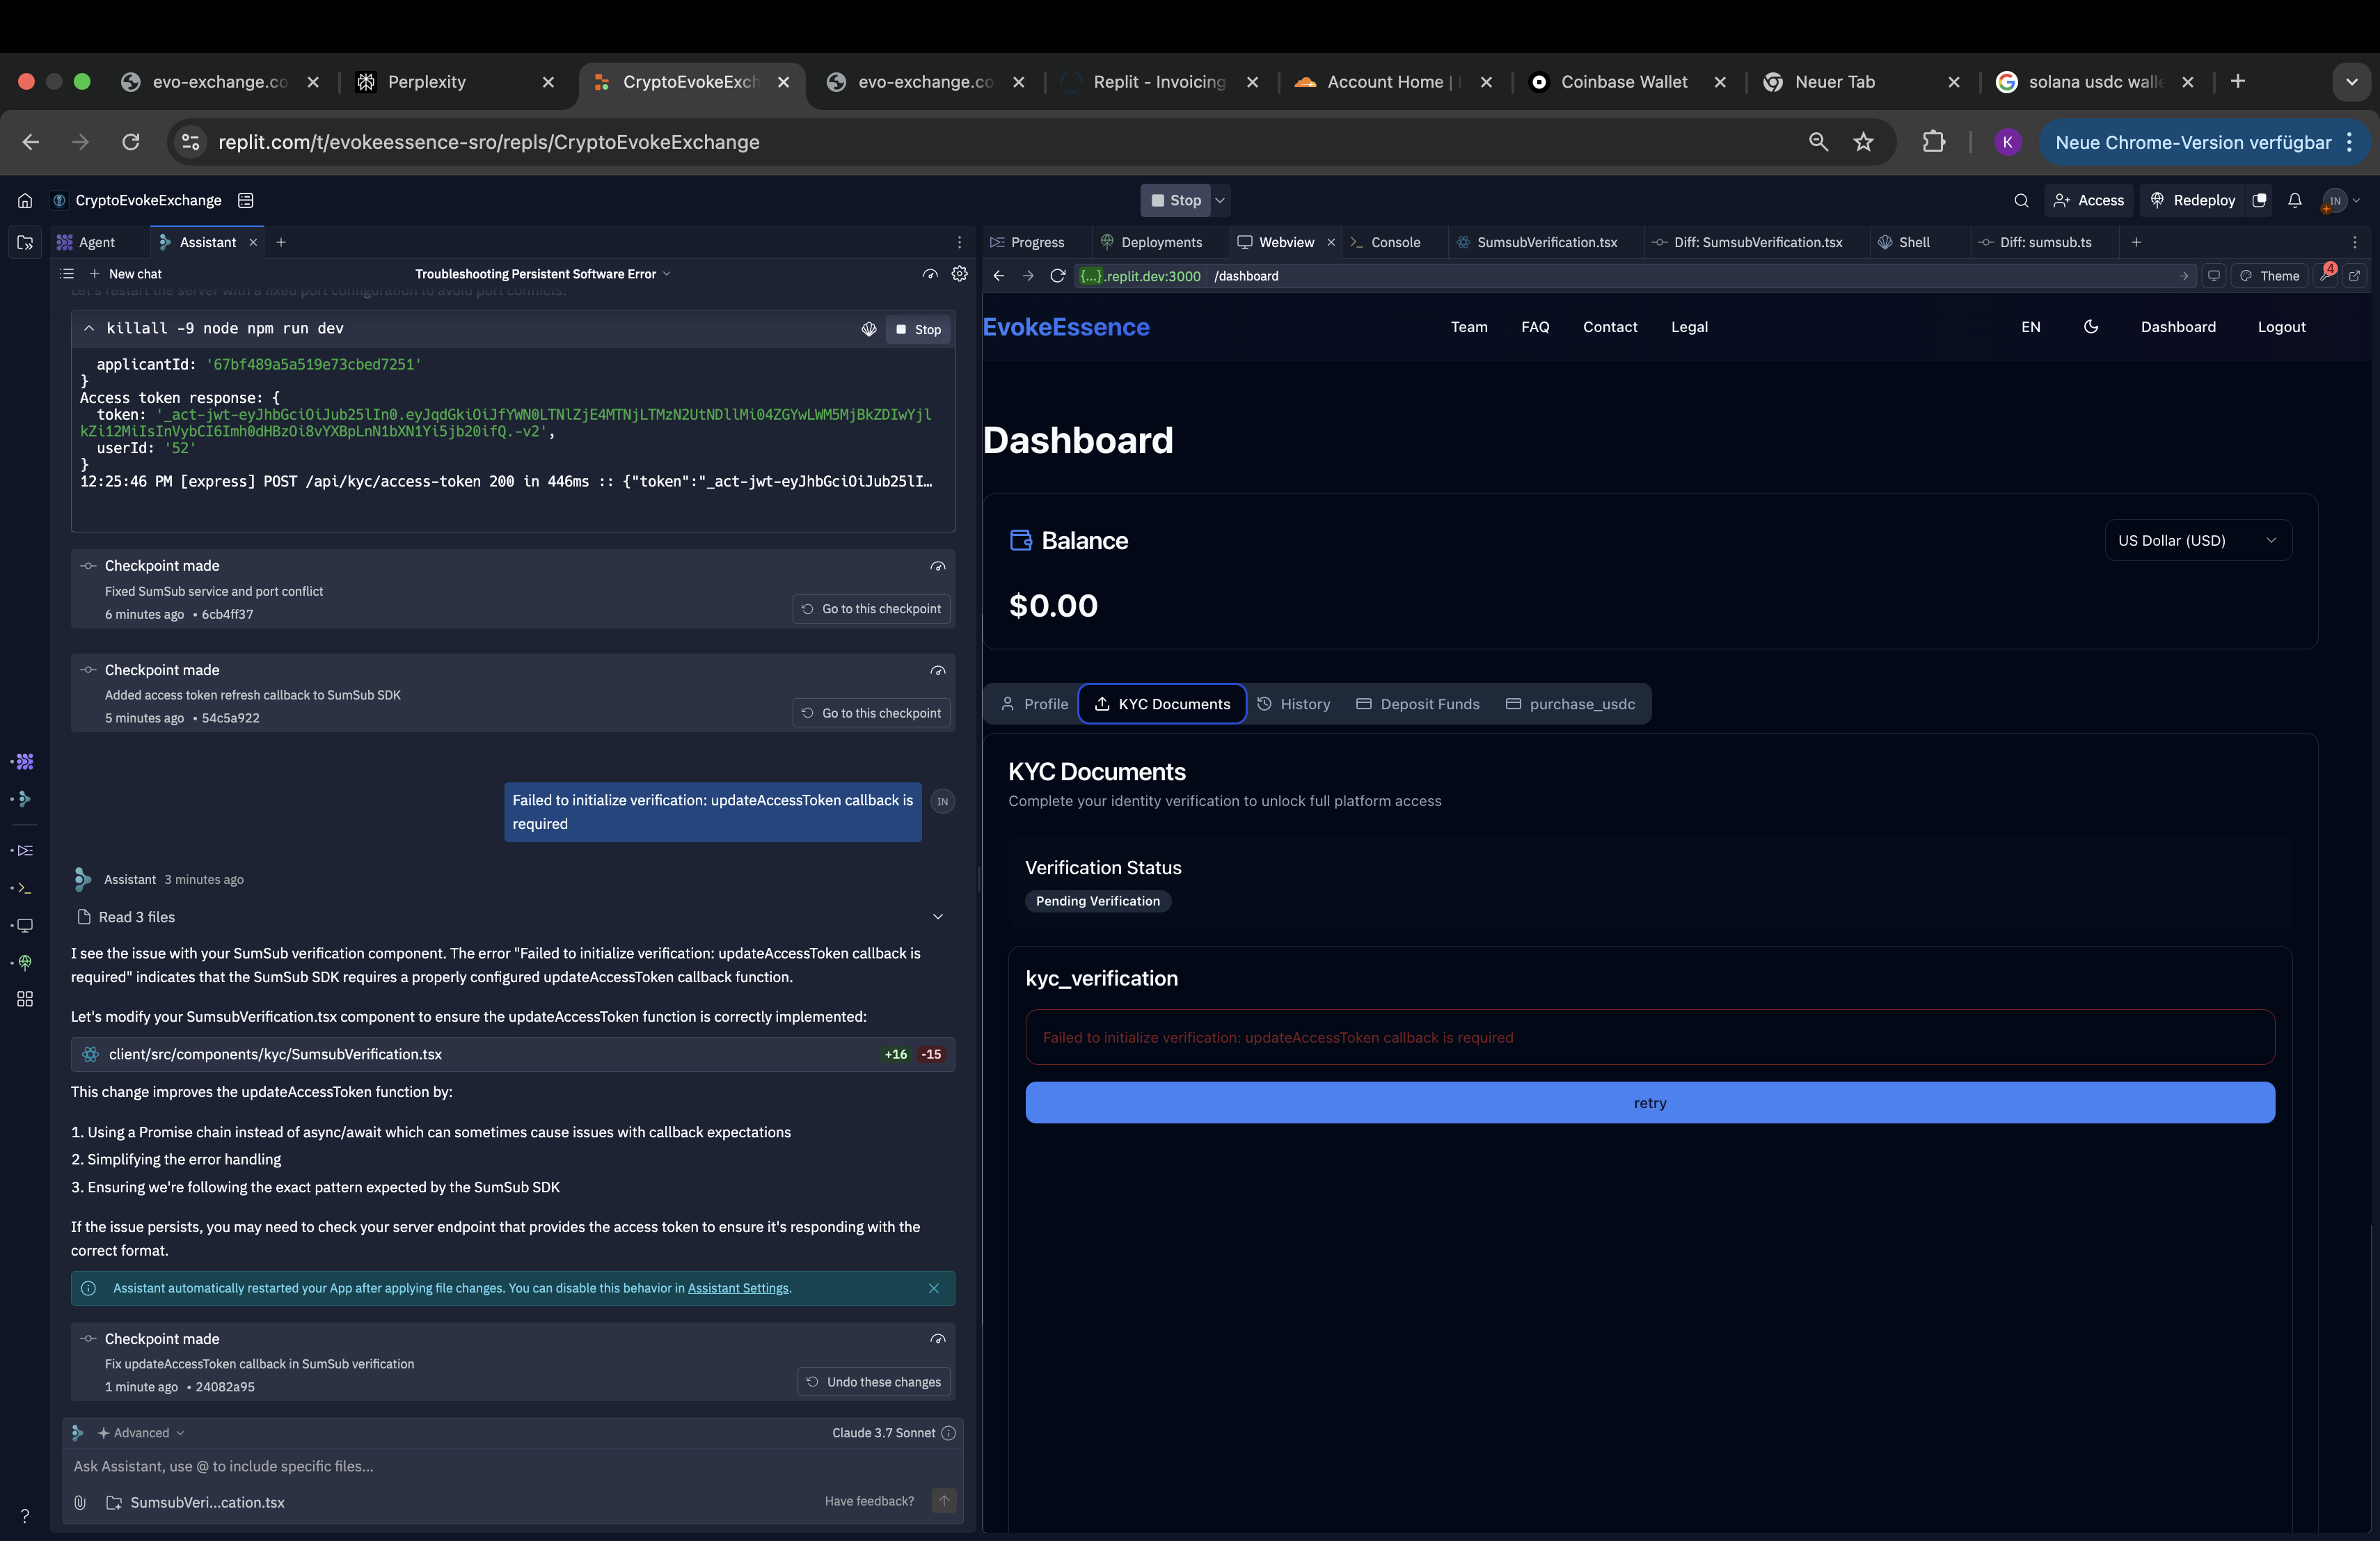 evo-exchange.co
Perplexity
CryptoEvokeExch
evo-exchange.co
Replit - Invoicing
Account Home |
Coinbase Wallet
Neuer Tab
solana usdc walle
replit.com/t/evokeessence-sro/repls/CryptoEvokeExchange
K
Neue Chrome-Version verfügbar
CryptoEvokeExchange
Stop
Access
Redeploy
IN
Agent
Assistant
New chat
Troubleshooting Persistent Software Error
Let's restart the server with a fixed port configuration to avoid port conflicts.
killall -9 node npm run dev
Stop
applicantId: '67bf489a5a519e73cbed7251'
}
Access token response: {
token: '_act-jwt-eyJhbGciOiJub25lIn0.eyJqdGkiOiJfYWN0LTNlZjE4MTNjLTMzN2UtNDllMi04ZGYwLWM5MjBkZDIwYjl
kZi12MiIsInVybCI6Imh0dHBzOi8vYXBpLnN1bXN1Yi5jb20ifQ.-v2',
userId: '52'
}
12:25:46 PM [express] POST /api/kyc/access-token 200 in 446ms :: {"token":"_act-jwt-eyJhbGciOiJub25lI…
Checkpoint made
Fixed SumSub service and port conflict
6 minutes ago • 6cb4ff37
Go to this checkpoint
Checkpoint made
Added access token refresh callback to SumSub SDK
5 minutes ago • 54c5a922
Go to this checkpoint
Failed to initialize verification: updateAccessToken callback is
required
IN
Assistant 3 minutes ago
Read 3 files
I see the issue with your SumSub verification component. The error "Failed to initialize verification: updateAccessToken callback is
required" indicates that the SumSub SDK requires a properly configured updateAccessToken callback function.
Let's modify your SumsubVerification.tsx component to ensure the updateAccessToken function is correctly implemented:
client/src/components/kyc/SumsubVerification.tsx +16 -15
This change improves the updateAccessToken function by:
1. Using a Promise chain instead of async/await which can sometimes cause issues with callback expectations
2. Simplifying the error handling
3. Ensuring we're following the exact pattern expected by the SumSub SDK
If the issue persists, you may need to check your server endpoint that provides the access token to ensure it's responding with the
correct format.
Assistant automatically restarted your App after applying file changes. You can disable this behavior in Assistant Settings.
Checkpoint made
Fix updateAccessToken callback in SumSub verification
1 minute ago • 24082a95
Undo these changes
Advanced
Claude 3.7 Sonnet
Ask Assistant, use @ to include specific files...
SumsubVeri...cation.tsx
Have feedback?
?
Progress
Deployments
Webview
Console
SumsubVerification.tsx
Diff: SumsubVerification.tsx
Shell
Diff: sumsub.ts
{...}.replit.dev:3000 /dashboard
Theme
4
EvokeEssence
Team
FAQ
Contact
Legal
EN
Dashboard
Logout
Dashboard
Balance
US Dollar (USD)
$0.00
Profile
KYC Documents
History
Deposit Funds
purchase_usdc
KYC Documents
Complete your identity verification to unlock full platform access
Verification Status
Pending Verification
kyc_verification
Failed to initialize verification: updateAccessToken callback is required
retry